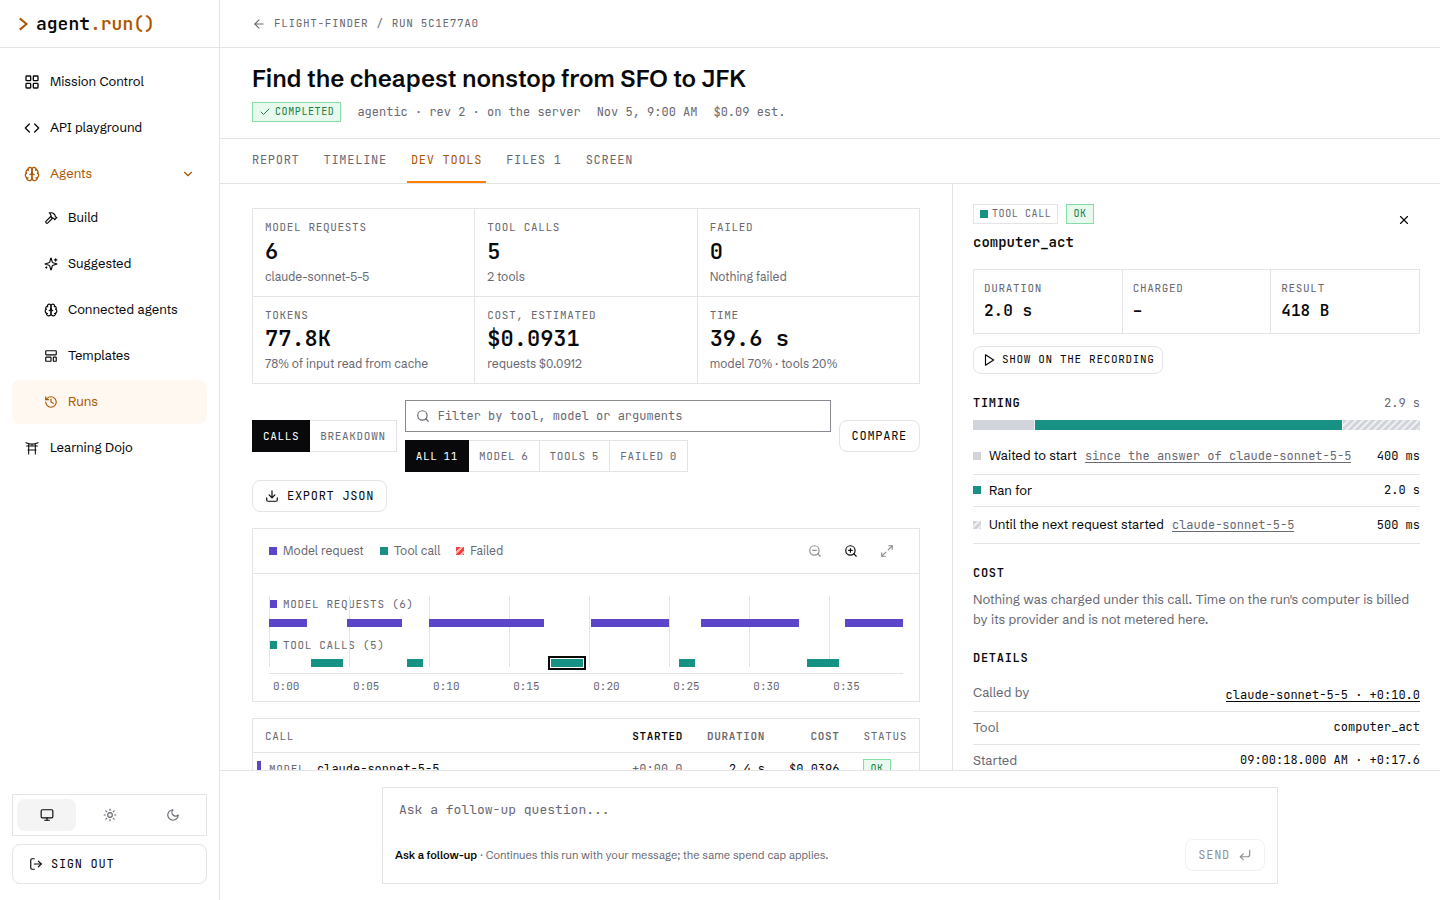 agent.run()
Mission Control
API playground
Agents
Build
Suggested
Connected agents
Templates
Runs
Learning Dojo
SIGN OUT
FLIGHT-FINDER / RUN 5C1E77A0
Find the cheapest nonstop from SFO to JFK
COMPLETED agentic · rev 2 · on the server Nov 5, 9:00 AM $0.09 est.
REPORT TIMELINE DEV TOOLS FILES 1 SCREEN
MODEL REQUESTS
6
claude-sonnet-5-5
TOOL CALLS
5
2 tools
FAILED
0
Nothing failed
TOKENS
77.8K
78% of input read from cache
COST, ESTIMATED
$0.0931
requests $0.0912
TIME
39.6 s
model 70% · tools 20%
CALLS BREAKDOWN
Filter by tool, model or arguments
ALL 11 MODEL 6 TOOLS 5 FAILED 0
COMPARE
EXPORT JSON
Model request Tool call Failed
MODEL REQUESTS (6)
TOOL CALLS (5)
0:00 0:05 0:10 0:15 0:20 0:25 0:30 0:35
CALL STARTED DURATION COST STATUS
MODEL claude-sonnet-5-5 +0:00.0 2.4 s $0.0396 OK
TOOL CALL OK
computer_act
DURATION
2.0 s
CHARGED
–
RESULT
418 B
SHOW ON THE RECORDING
TIMING 2.9 s
Waited to start since the answer of claude-sonnet-5-5 400 ms
Ran for 2.0 s
Until the next request started claude-sonnet-5-5 500 ms
COST
Nothing was charged under this call. Time on the run's computer is billed
by its provider and is not metered here.
DETAILS
Called by claude-sonnet-5-5 · +0:10.0
Tool computer_act
Started 09:00:18.000 AM · +0:17.6
Ask a follow-up question...
Ask a follow-up · Continues this run with your message; the same spend cap applies.
SEND